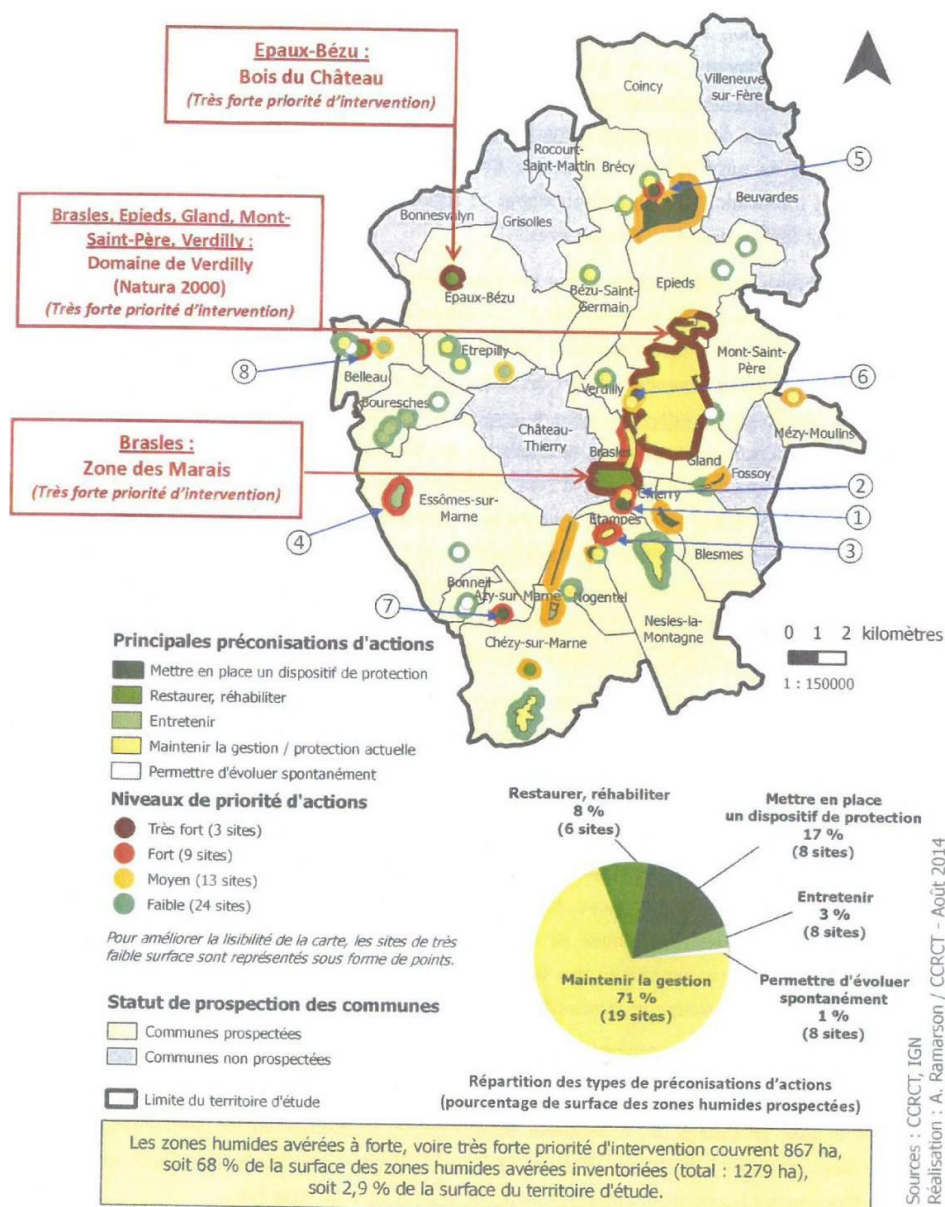 Epaux-Bézu :
Bois du Château
(Très forte priorité d'intervention)
Brasles, Epieds, Gland, Mont-
Saint-Père, Verdilly :
Domaine de Verdilly
(Natura 2000)
(Très forte priorité d'intervention)
Brasles :
Zone des Marais
(Très forte priorité d'intervention)
Coincy
Villeneuve
sur-Fère
Rocourt-
Saint-Martin
Brécy
5
Beuvardes
Bonnesvalyn
Grisolles
Epaux-Bézu
Bézu-Saint-
Germain
Epieds
8
Belleau
Etrepilly
Mont-Saint-
Père
6
Verdilly
Bouresches
Château-
Thierry
Mézy-Moulins
Brasles
Gland
Fossoy
2
Chierry
Essômes-sur-
Marne
1
4
Etampes
3
Blesmes
Bonneil
Azy-sur-Marne
Nogentel
7
Nesles-la-
Montagne
Chézy-sur-Marne
0 1 2 kilomètres
1 : 150000
Principales préconisations d'actions
Mettre en place un dispositif de protection
Restaurer, réhabiliter
Entretenir
Maintenir la gestion / protection actuelle
Permettre d'évoluer spontanément
Niveaux de priorité d'actions
Très fort (3 sites)
Fort (9 sites)
Moyen (13 sites)
Faible (24 sites)
Pour améliorer la lisibilité de la carte, les sites de très
faible surface sont représentés sous forme de points.
Statut de prospection des communes
Communes prospectées
Communes non prospectées
Limite du territoire d'étude
Restaurer, réhabiliter
8 %
(6 sites)
Mettre en place
un dispositif de protection
17 %
(8 sites)
Entretenir
3 %
(8 sites)
Permettre d'évoluer
spontanément
1 %
(8 sites)
Maintenir la gestion
71 %
(19 sites)
Répartition des types de préconisations d'actions
(pourcentage de surface des zones humides prospectées)
Sources : CCRCT, IGN
Réalisation : A. Ramarson / CCRCT - Août 2014
Les zones humides avérées à forte, voire très forte priorité d'intervention couvrent 867 ha,
soit 68 % de la surface des zones humides avérées inventoriées (total : 1279 ha),
soit 2,9 % de la surface du territoire d'étude.